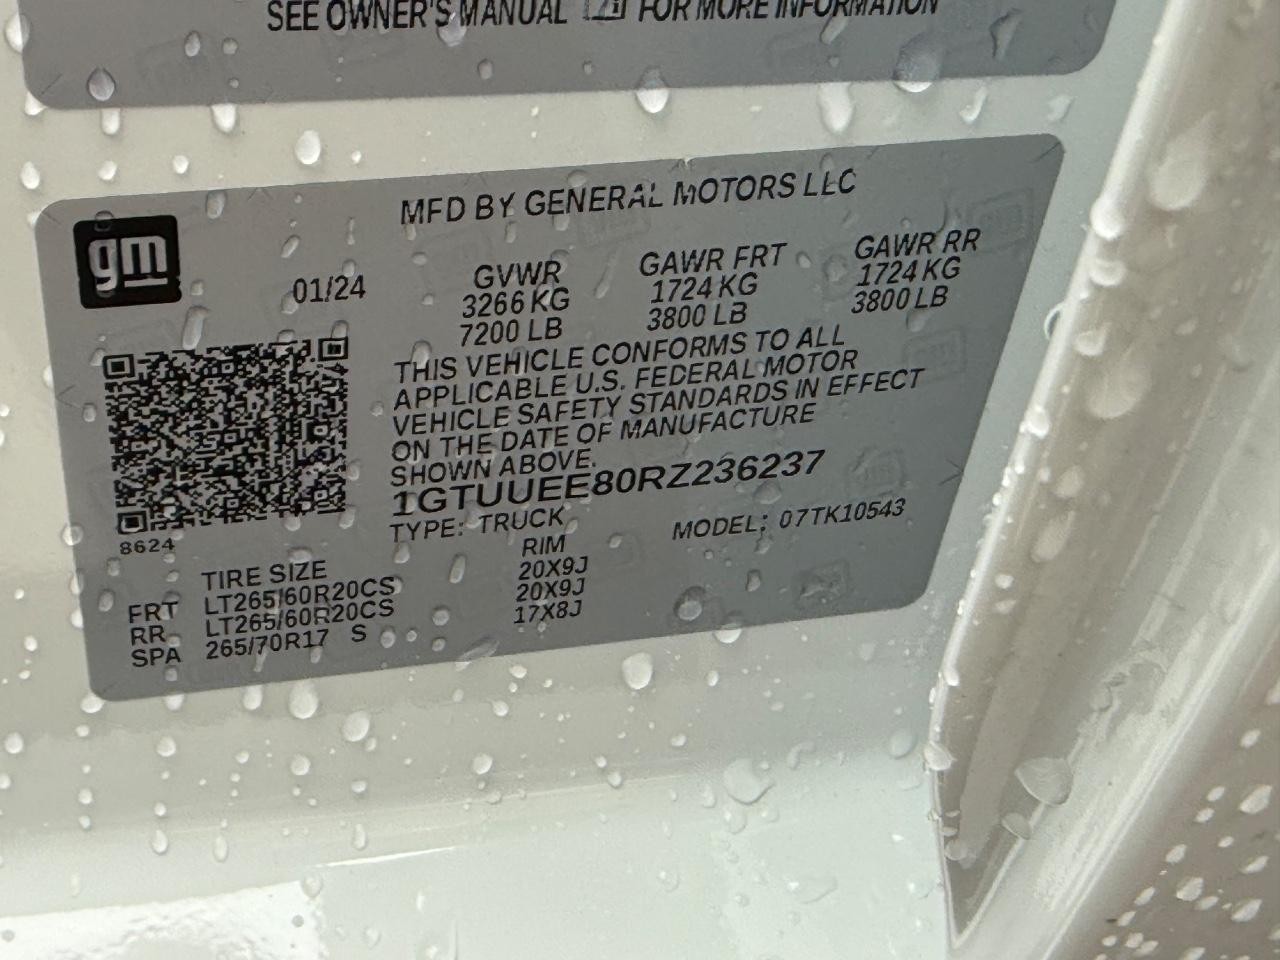 SEE OWNER'S MANUAL FOR MORE INFORMATION
MFD BY GENERAL MOTORS LLC
gm
01/24
GVWR GAWR FRT GAWR RR
3266 KG 1724 KG 1724 KG
7200 LB 3800 LB 3800 LB
THIS VEHICLE CONFORMS TO ALL
APPLICABLE U.S. FEDERAL MOTOR
VEHICLE SAFETY STANDARDS IN EFFECT
ON THE DATE OF MANUFACTURE
SHOWN ABOVE.
1GTUUEE80RZ236237
8624
TYPE: TRUCK MODEL: 07TK10543
TIRE SIZE RIM
FRT LT265/60R20CS 20X9J
RR LT265/60R20CS 20X9J
SPA 265/70R17 S 17X8J